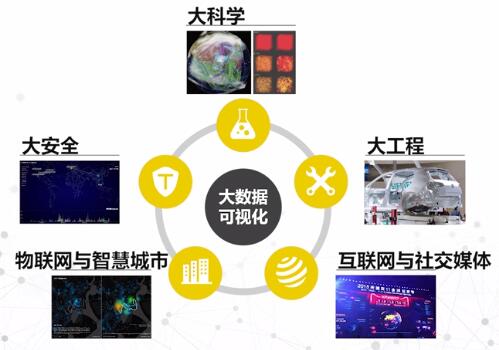 大科学
大安全
大工程
大数据
可视化
物联网与智慧城市
互联网与社交媒体